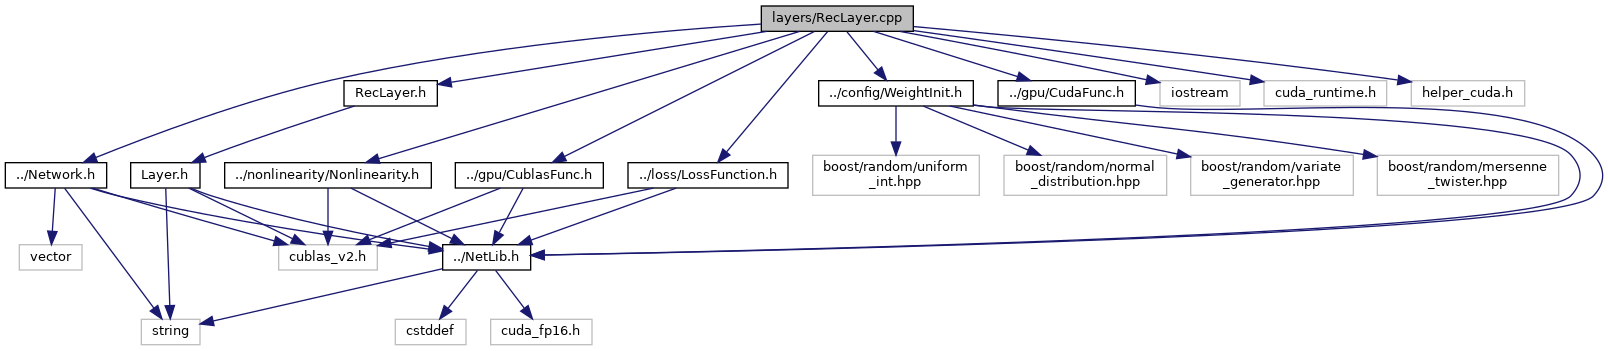 layers/RecLayer.cpp
RecLayer.h
../config/WeightInit.h
../gpu/CudaFunc.h
iostream
cuda_runtime.h
helper_cuda.h
../Network.h
Layer.h
../nonlinearity/Nonlinearity.h
../gpu/CublasFunc.h
../loss/LossFunction.h
boost/random/uniform
_int.hpp
boost/random/normal
_distribution.hpp
boost/random/variate
_generator.hpp
boost/random/mersenne
_twister.hpp
vector
cublas_v2.h
../NetLib.h
string
cstddef
cuda_fp16.h